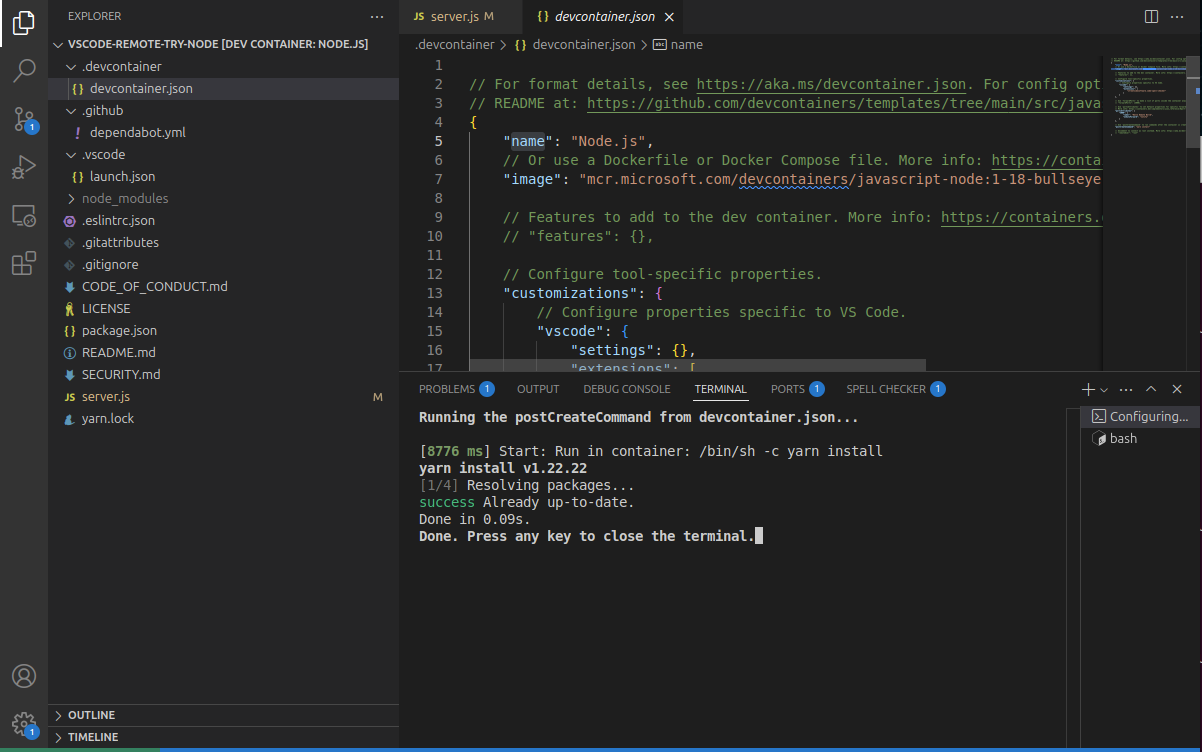 EXPLORER
VSCODE-REMOTE-TRY-NODE [DEV CONTAINER: NODE.JS]
.devcontainer
{} devcontainer.json
.github
! dependabot.yml
.vscode
{} launch.json
node_modules
.eslintrc.json
.gitattributes
.gitignore
CODE_OF_CONDUCT.md
LICENSE
{} package.json
README.md
SECURITY.md
JS server.js M
yarn.lock
OUTLINE
TIMELINE
1
1
JS server.js M
{} devcontainer.json
.devcontainer > {} devcontainer.json > abc name
1
2 // For format details, see https://aka.ms/devcontainer.json. For config opt
3 // README at: https://github.com/devcontainers/templates/tree/main/src/java
4 {
5 "name": "Node.js",
6 // Or use a Dockerfile or Docker Compose file. More info: https://conta
7 "image": "mcr.microsoft.com/devcontainers/javascript-node:1-18-bullseye
8
9 // Features to add to the dev container. More info: https://containers.
10 // "features": {},
11
12 // Configure tool-specific properties.
13 "customizations": {
14 // Configure properties specific to VS Code.
15 "vscode": {
16 "settings": {},
17 "extensions": [
PROBLEMS 1 OUTPUT DEBUG CONSOLE TERMINAL PORTS 1 SPELL CHECKER 1
Running the postCreateCommand from devcontainer.json...
[8776 ms] Start: Run in container: /bin/sh -c yarn install
yarn install v1.22.22
[1/4] Resolving packages...
success Already up-to-date.
Done in 0.09s.
Done. Press any key to close the terminal.
Configuring...
bash